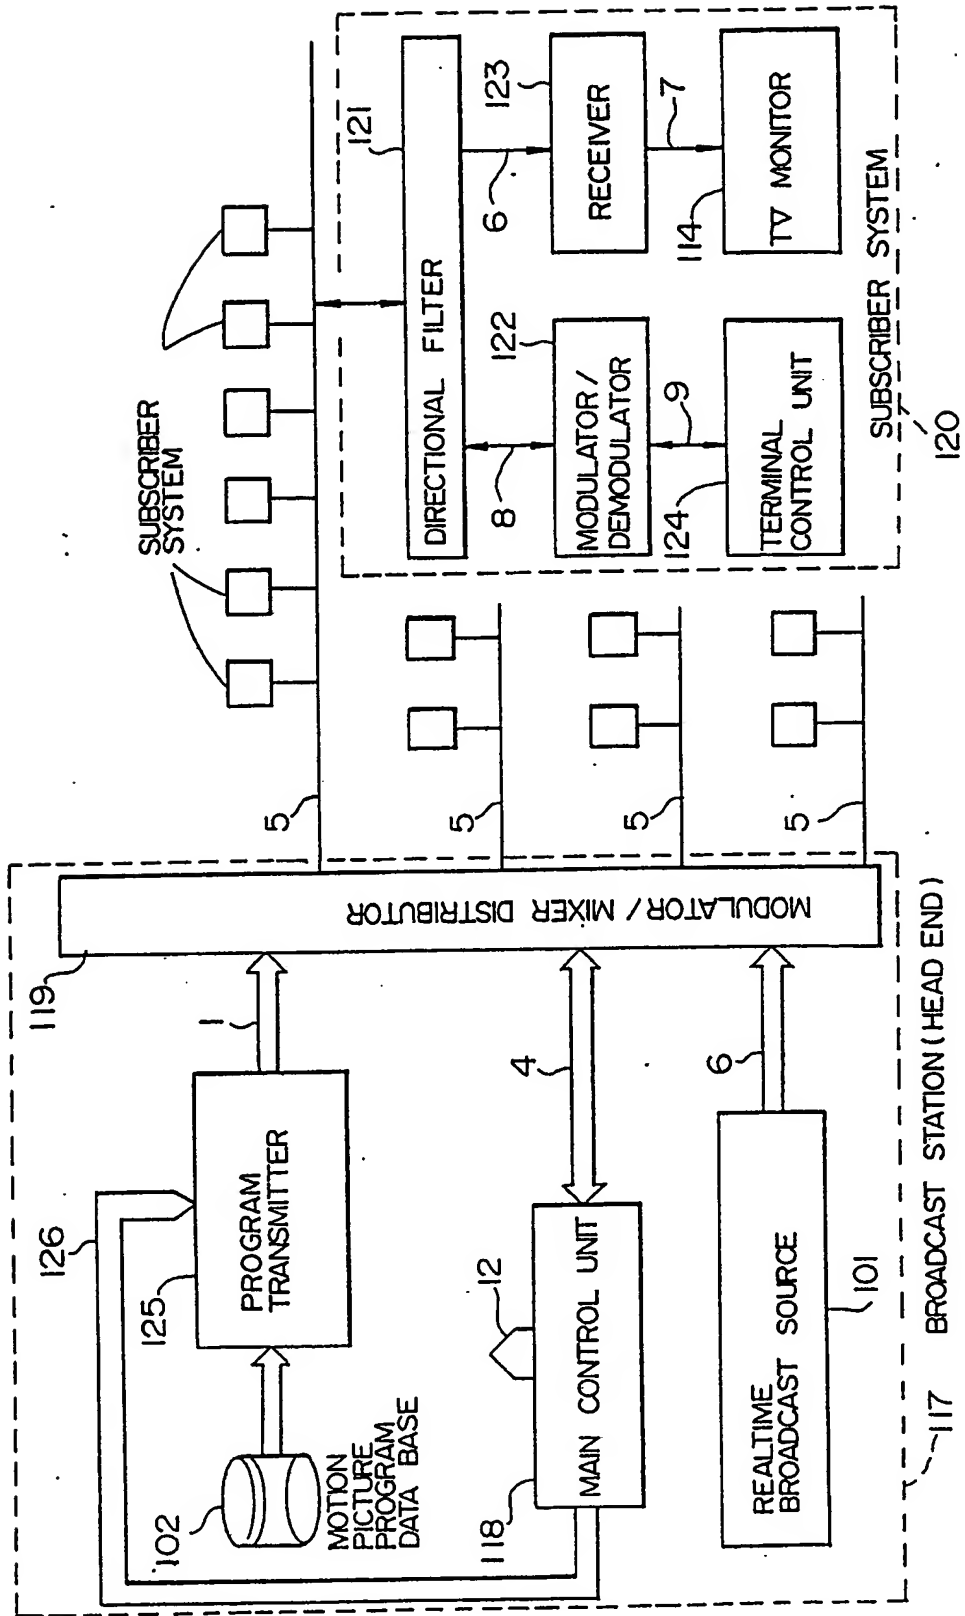 126
102
MOTION
PICTURE
PROGRAM
DATA BASE
125
PROGRAM
TRANSMITTER
1
119
118
MAIN CONTROL UNIT
12
4
REALTIME
BROADCAST SOURCE
101
6
MODULATOR / MIXER DISTRIBUTOR
117
BROADCAST STATION (HEAD END)
5
5
5
5
SUBSCRIBER
SYSTEM
121
DIRECTIONAL FILTER
8
6
122
MODULATOR /
DEMODULATOR
123
RECEIVER
9
7
124
TERMINAL
CONTROL UNIT
114
TV MONITOR
SUBSCRIBER SYSTEM
120